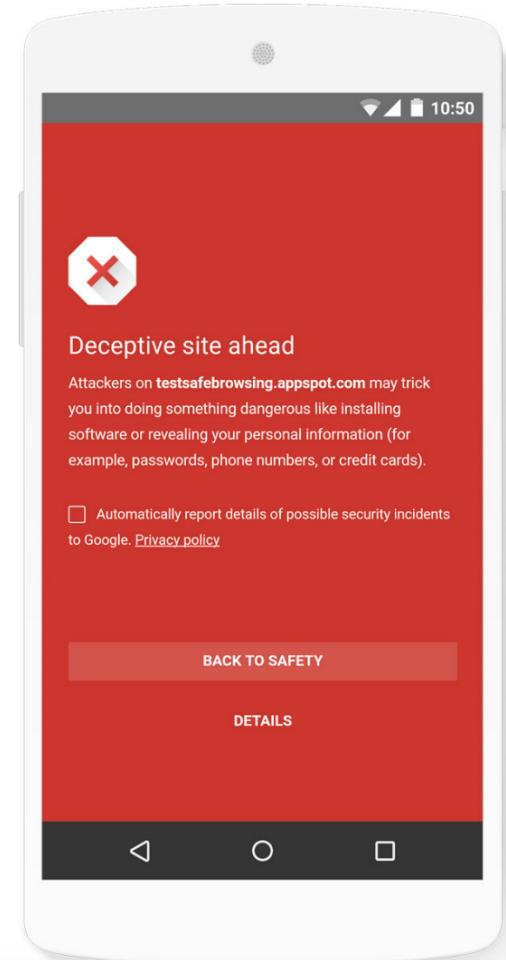 10:50
Deceptive site ahead
Attackers on testsafebrowsing.appspot.com may trick
you into doing something dangerous like installing
software or revealing your personal information (for
example, passwords, phone numbers, or credit cards).
Automatically report details of possible security incidents
to Google. Privacy policy
BACK TO SAFETY
DETAILS